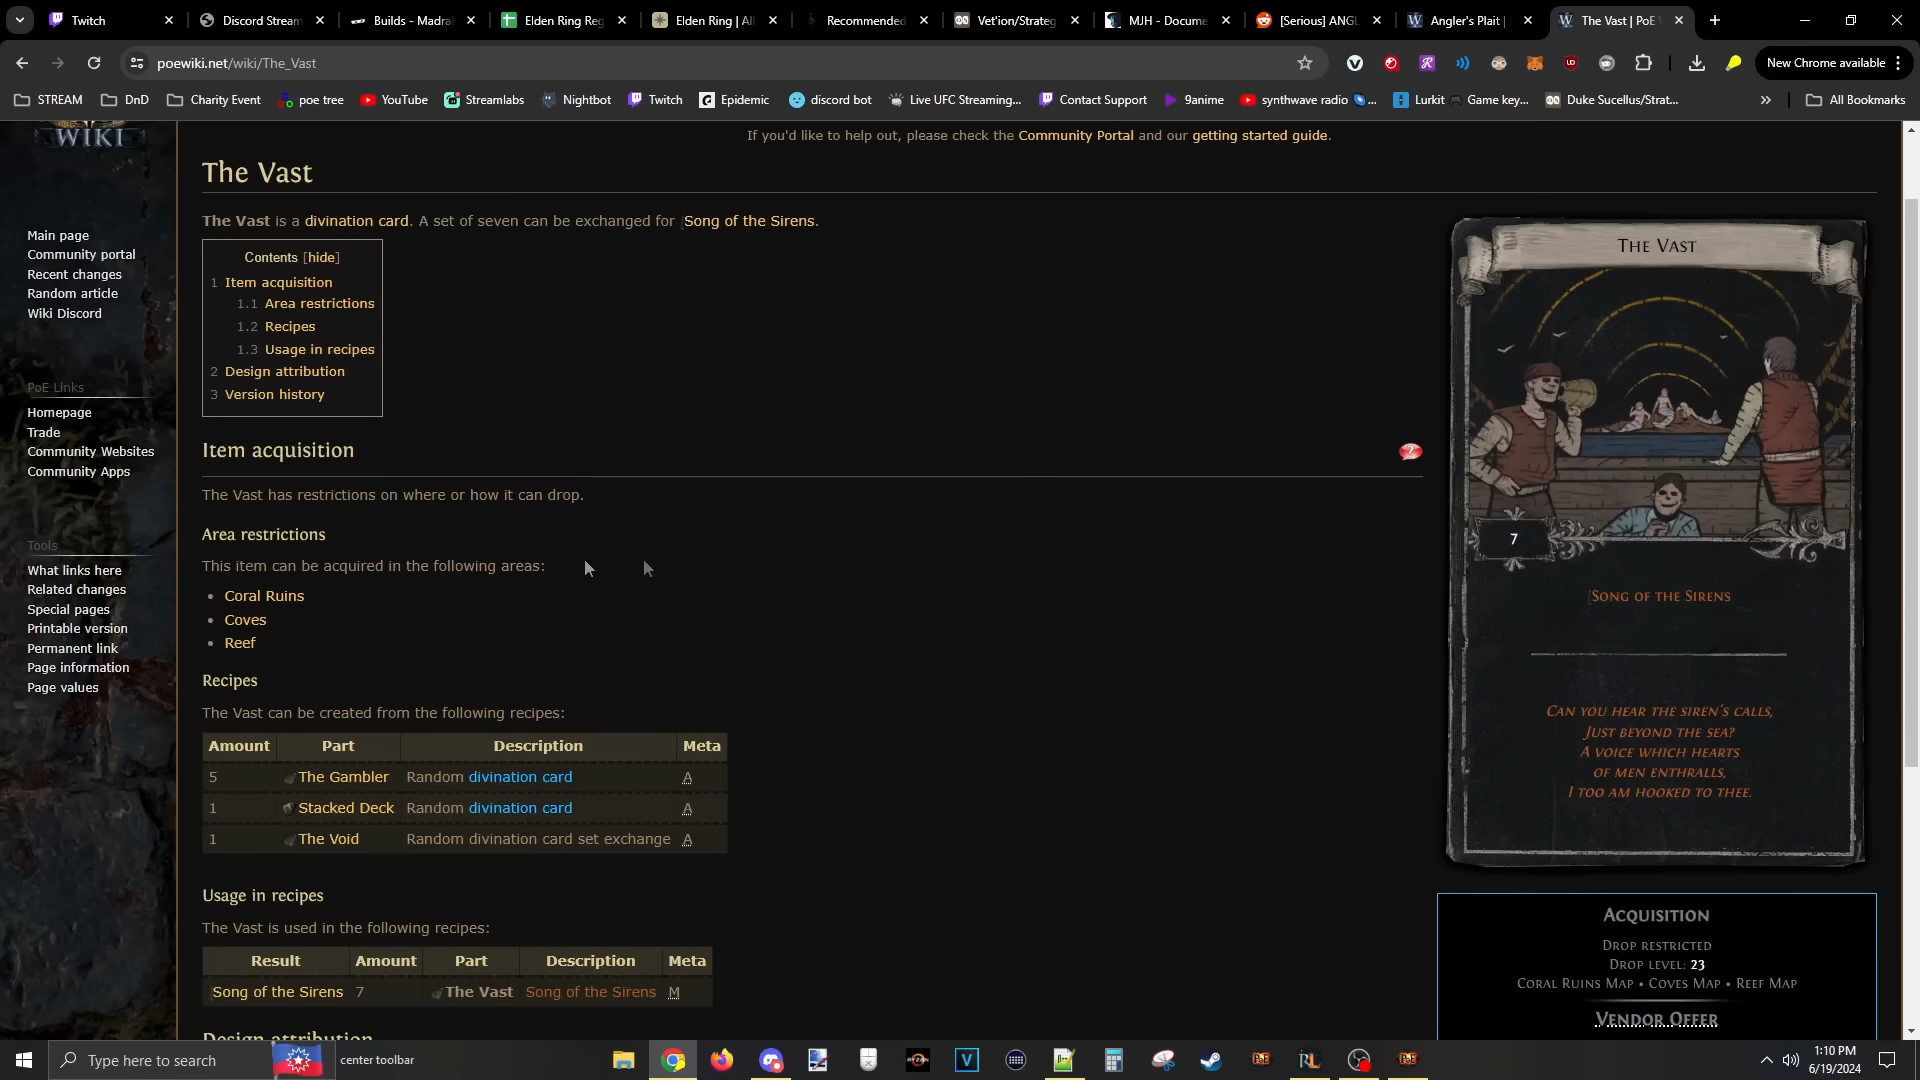 Twitch
Discord Stream
Builds - Madra
Elden Ring Reg
Elden Ring | All
Recommended
Vet'ion/Strateg
MJH - Docume
[Serious] ANGL
Angler's Plait |
The Vast | PoE
poewiki.net/wiki/The_Vast
New Chrome available
STREAM
DnD
Charity Event
poe tree
YouTube
Streamlabs
Nightbot
Twitch
Epidemic
discord bot
Live UFC Streaming...
Contact Support
9anime
synthwave radio
Lurkit
Game key...
Duke Sucellus/Strat...
All Bookmarks
WIKI
If you'd like to help out, please check the Community Portal and our getting started guide.
The Vast
The Vast is a divination card. A set of seven can be exchanged for Song of the Sirens.
Contents [hide]
1 Item acquisition
1.1 Area restrictions
1.2 Recipes
1.3 Usage in recipes
2 Design attribution
3 Version history
Main page
Community portal
Recent changes
Random article
Wiki Discord
PoE Links
Homepage
Trade
Community Websites
Community Apps
Tools
What links here
Related changes
Special pages
Printable version
Permanent link
Page information
Page values
Item acquisition
The Vast has restrictions on where or how it can drop.
Area restrictions
This item can be acquired in the following areas:
Coral Ruins
Coves
Reef
Recipes
The Vast can be created from the following recipes:
Amount Part Description Meta
5 The Gambler Random divination card A
1 Stacked Deck Random divination card A
1 The Void Random divination card set exchange A
Usage in recipes
The Vast is used in the following recipes:
Result Amount Part Description Meta
Song of the Sirens 7 The Vast Song of the Sirens M
Design attribution
The Vast
7
Song of the Sirens
Can you hear the siren's calls,
Just beyond the sea?
A voice which hearts
of men enthralls,
I too am hooked to thee.
Acquisition
Drop restricted
Drop level: 23
Coral Ruins Map • Coves Map • Reef Map
Vendor Offer
Type here to search
center toolbar
1:10 PM
6/19/2024